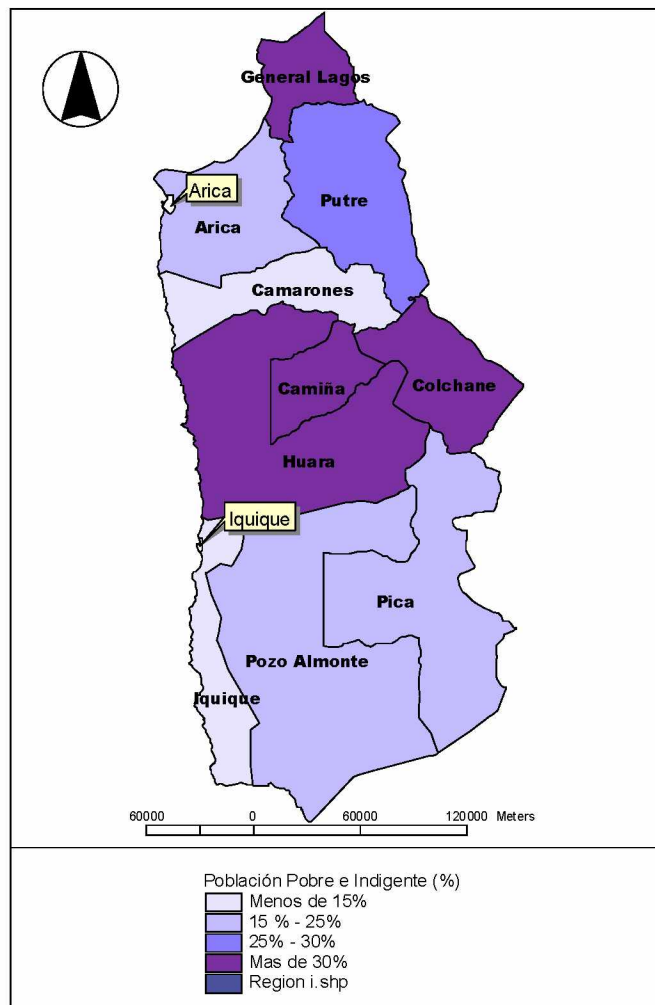 General Lagos
Arica
Putre
Arica
Camarones
Camiña
Colchane
Huara
Iquique
Pica
Pozo Almonte
Iquique
60000 0 60000 120000 Meters
Población Pobre e Indigente (%)
Menos de 15%
15 % - 25%
25% - 30%
Mas de 30%
Region i.shp